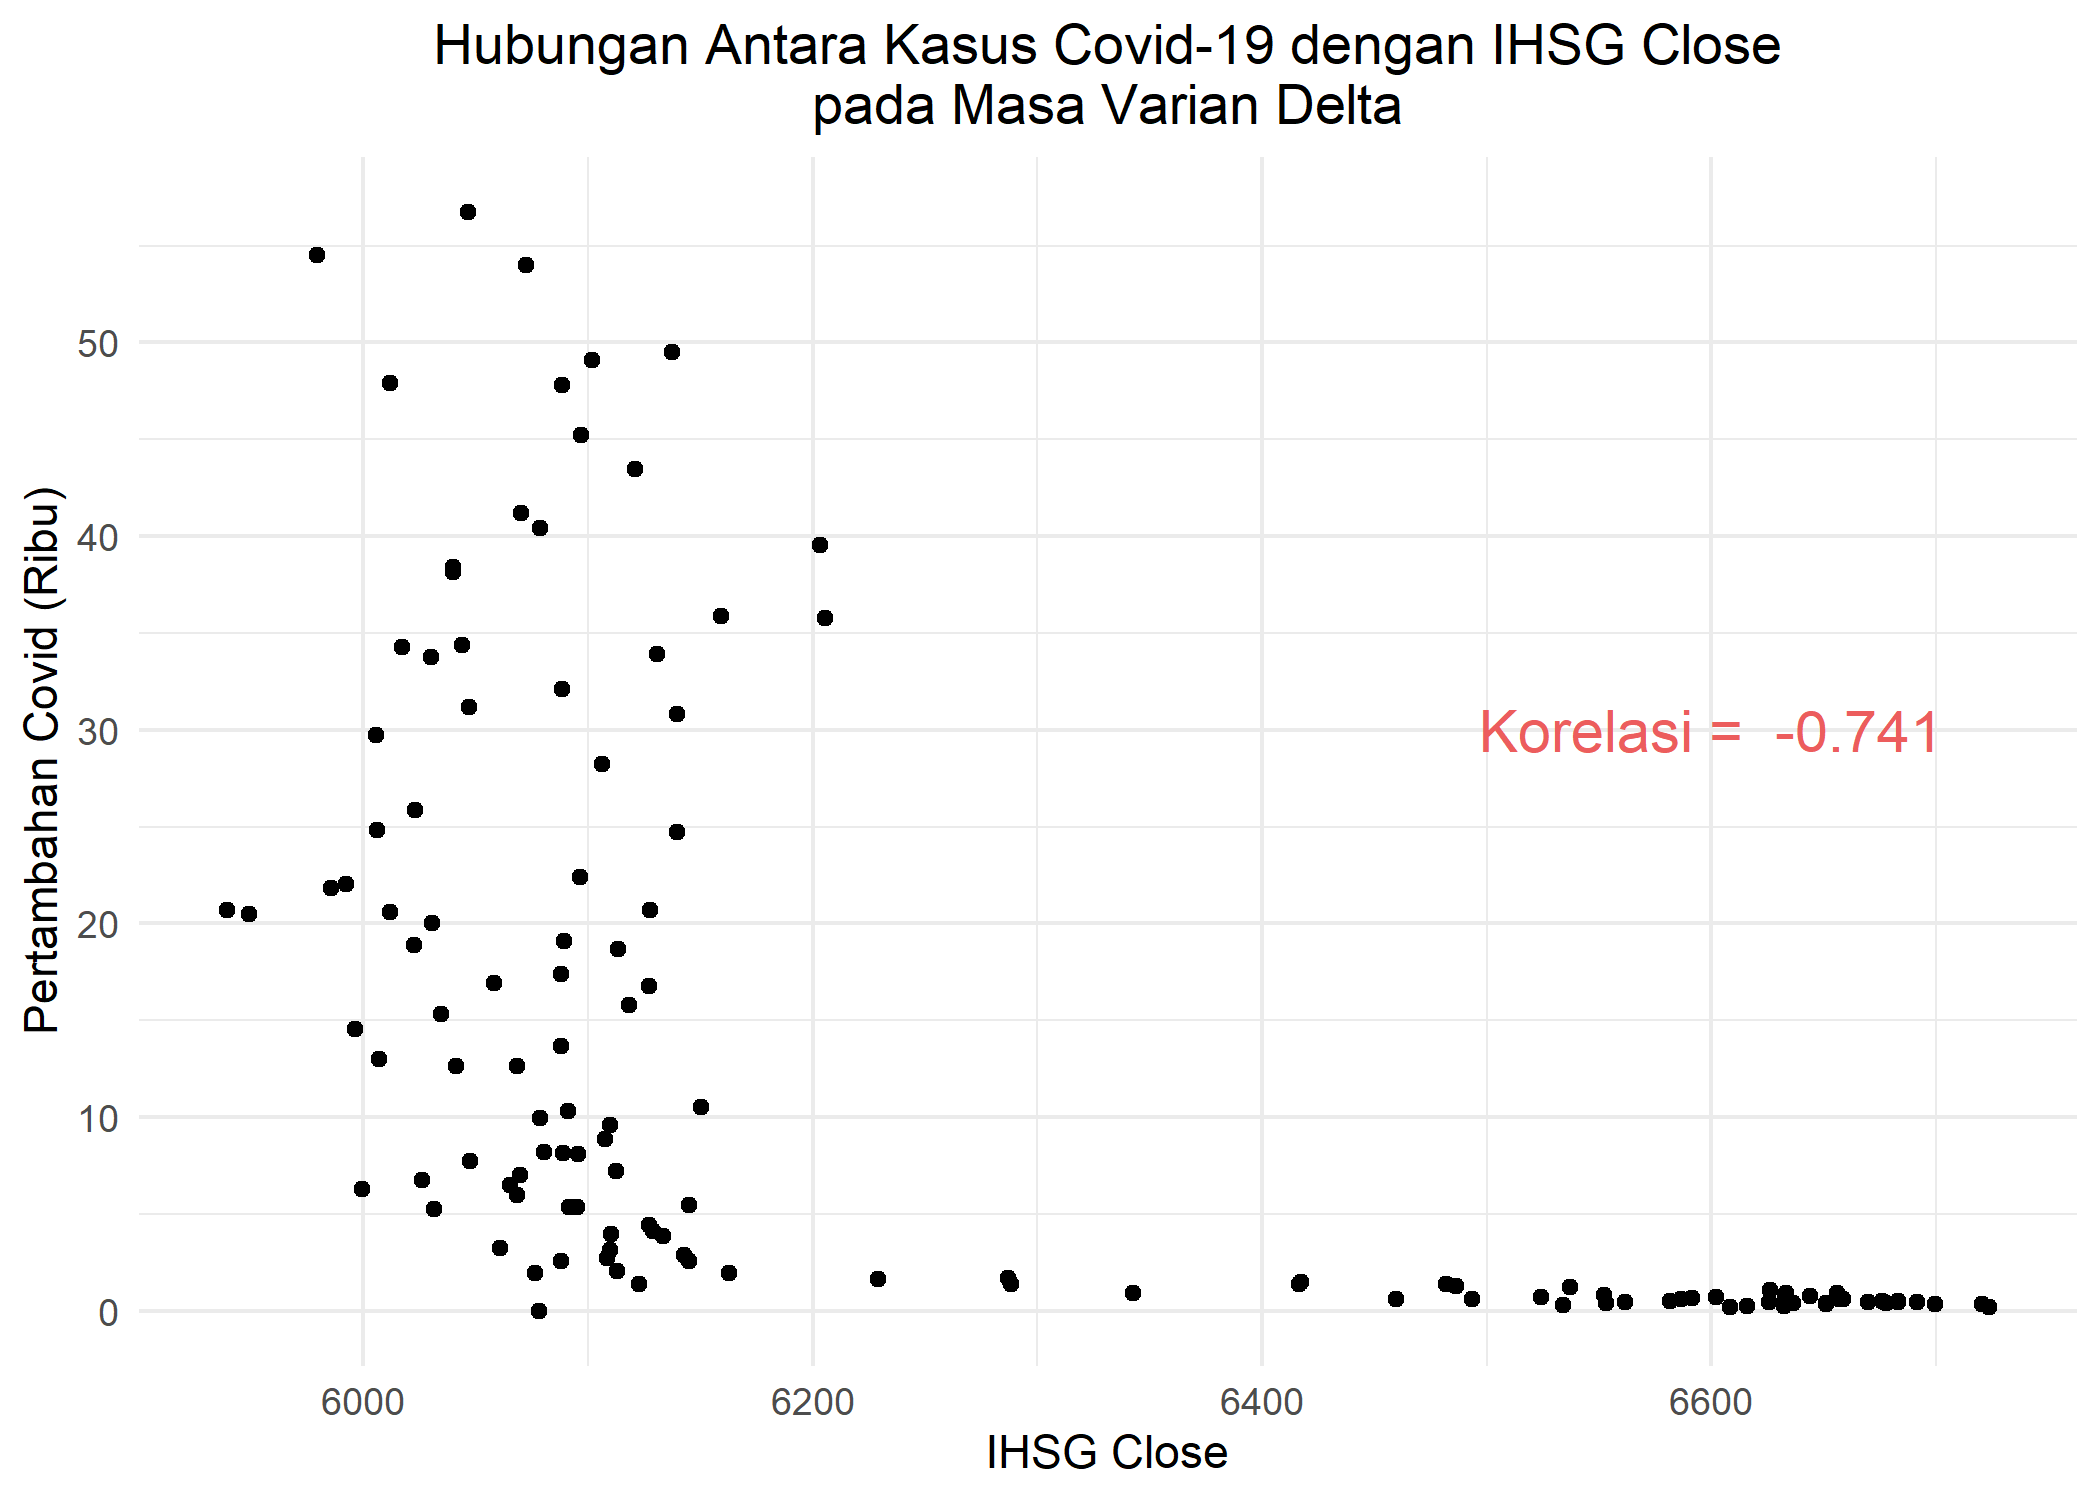 Hubungan Antara Kasus Covid-19 dengan IHSG Close
pada Masa Varian Delta
Pertambahan Covid (Ribu)
50
40
30
20
10
0
Korelasi =  -0.741
6000
6200
6400
6600
IHSG Close